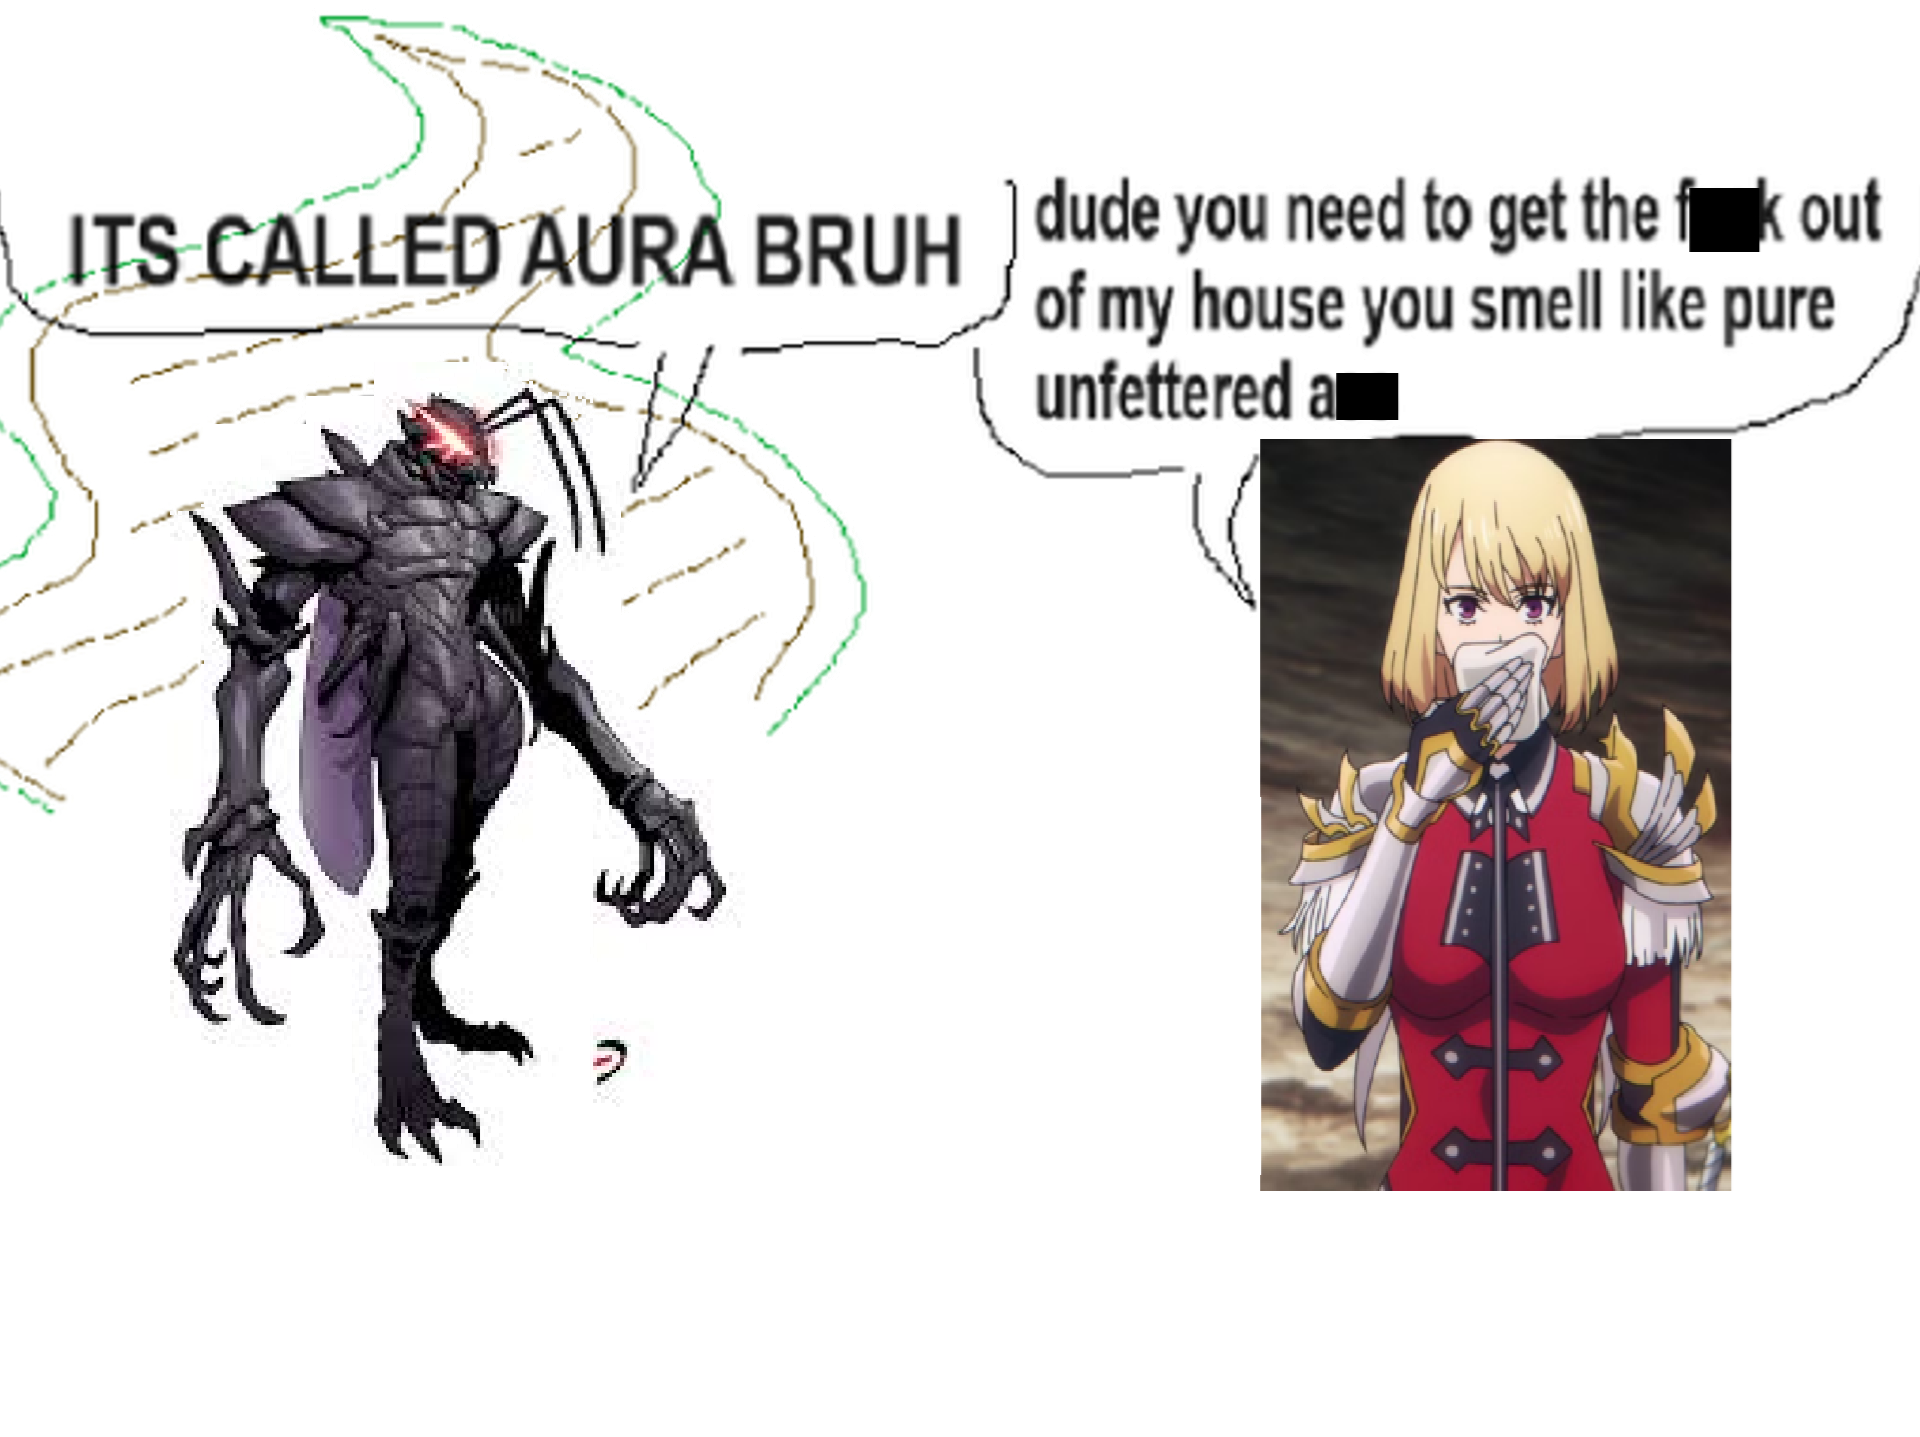 ITS CALLED AURA BRUH
dude you need to get the f k out
of my house you smell like pure
unfettered a